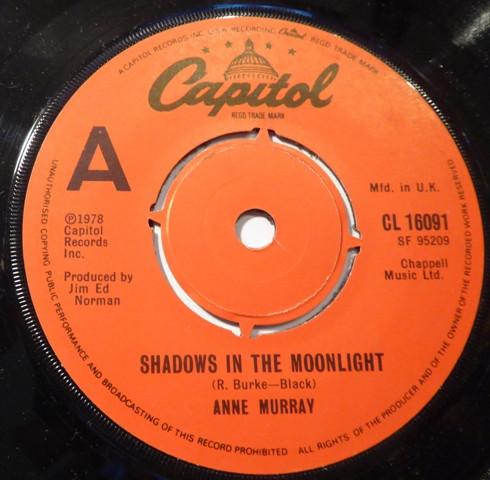 A CAPITOL RECORDS INC. U.S.A. RECORDING Capitol REGD TRADE MARK
Capitol
REGD TRADE MARK
A
Mfd. in U.K.
℗1978
Capitol
Records
Inc.
CL 16091
SF 95209
Produced by
Jim Ed
Norman
Chappell
Music Ltd.
SHADOWS IN THE MOONLIGHT
(R. Burke—Black)
ANNE MURRAY
UNAUTHORISED COPYING PUBLIC PERFORMANCE AND BROADCASTING OF THIS RECORD PROHIBITED ALL RIGHTS OF THE PRODUCER AND OF THE OWNER OF THE RECORDED WORK RESERVED